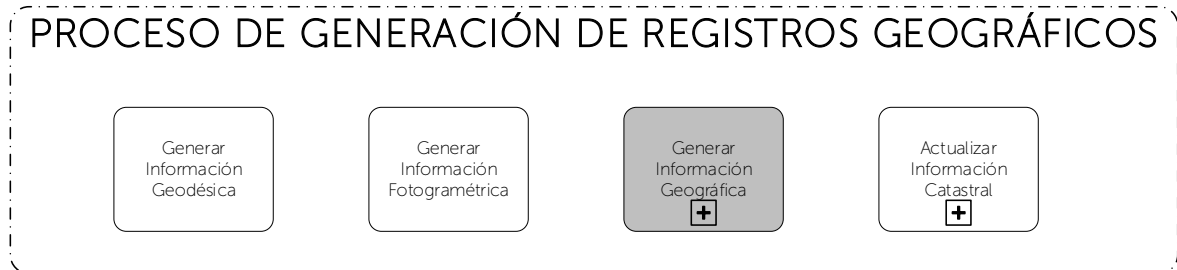 PROCESO DE GENERACIÓN DE REGISTROS GEOGRÁFICOS
Generar
Información
Geodésica
Generar
Información
Fotogramétrica
Generar
Información
Geográfica
Actualizar
Información
Catastral